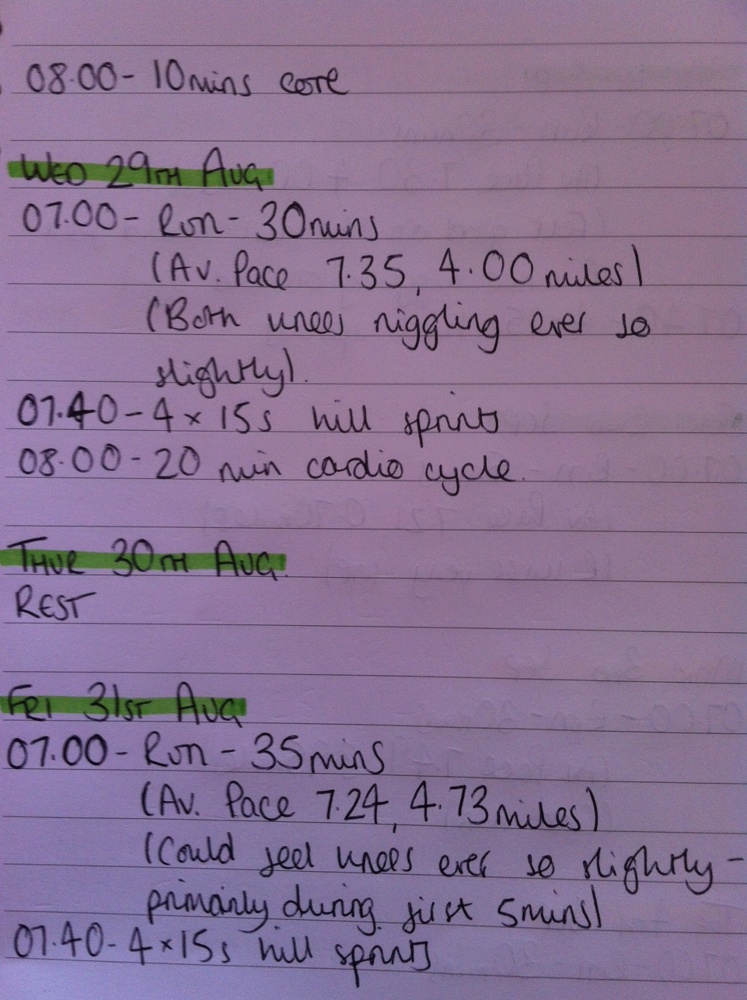 08.00 - 10mins core
WED 29TH AUG
07.00 - Run - 30mins
(Av. Pace 7.35, 4.00 miles)
(Both knees niggling ever so
slightly).
07.40 - 4 x 15s hill sprints
08.00 - 20 min cardio cycle.
THUR 30TH AUG.
REST
FRI 31ST AUG
07.00 - Run - 35mins
(Av. Pace 7.24, 4.73miles)
(Could feel knees ever so slightly -
primarily during first 5mins)
07.40 - 4 x 15s hill sprints